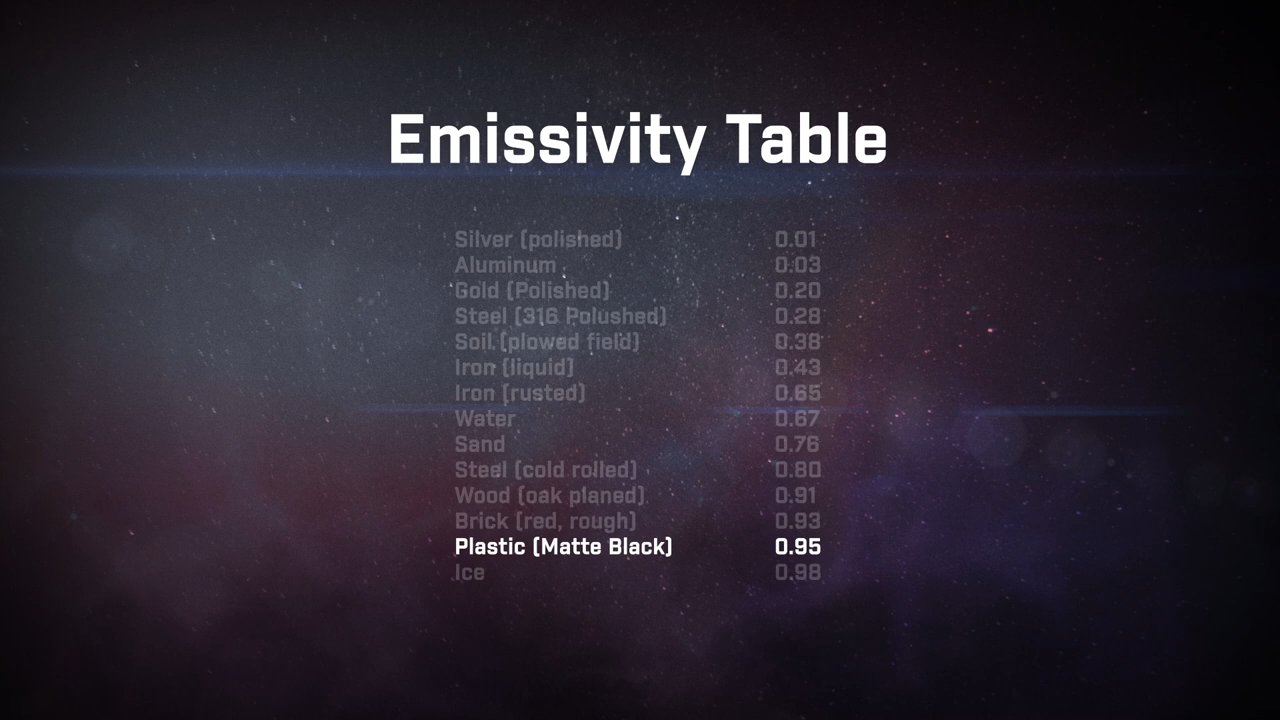 Emissivity Table
Silver (polished) 0.01
Aluminum 0.03
Gold (Polished) 0.20
Steel (316 Polushed) 0.28
Soil (plowed field) 0.38
Iron (liquid) 0.43
Iron (rusted) 0.65
Water 0.67
Sand 0.76
Steel (cold rolled) 0.80
Wood (oak planed) 0.91
Brick (red, rough) 0.93
Plastic (Matte Black) 0.95
Ice 0.98